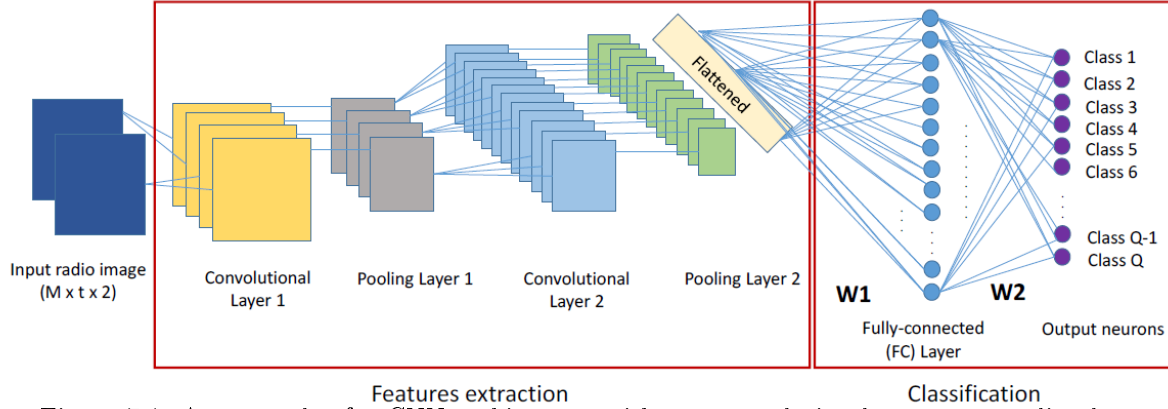 Input radio image
(M x t x 2)
Convolutional
Layer 1
Pooling Layer 1
Convolutional
Layer 2
Pooling Layer 2
Flattened
W1
W2
Fully-connected
(FC) Layer
Class 1
Class 2
Class 3
Class 4
Class 5
Class 6
Class Q-1
Class Q
Output neurons
Features extraction
Classification